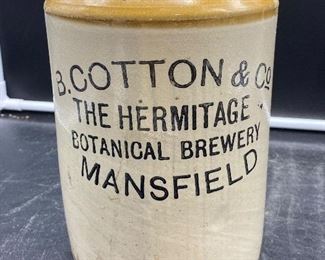 B. COTTON & Co
THE HERMITAGE
BOTANICAL BREWERY
MANSFIELD